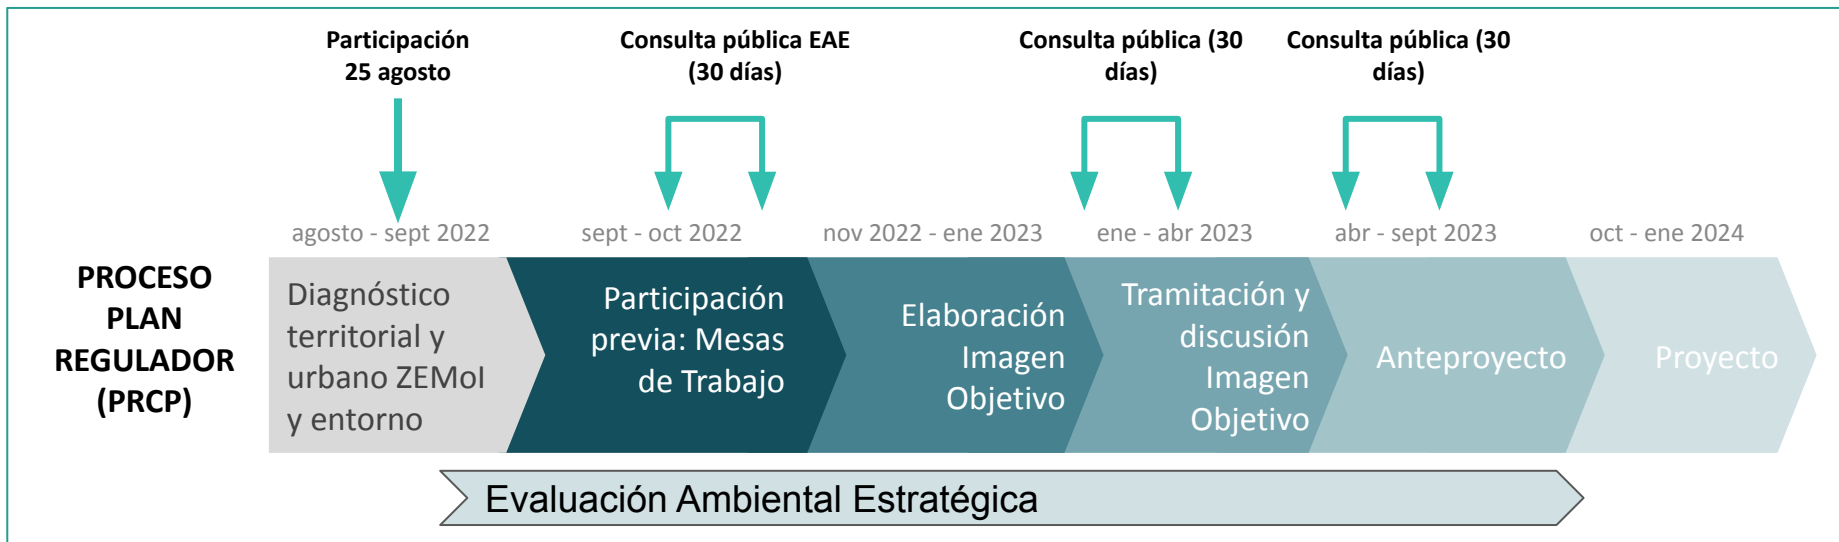 Participación
25 agosto
Consulta pública EAE
(30 días)
Consulta pública (30
días)
Consulta pública (30
días)
agosto - sept 2022
sept - oct 2022
nov 2022 - ene 2023
ene - abr 2023
abr - sept 2023
oct - ene 2024
PROCESO
PLAN
REGULADOR
(PRCP)
Diagnóstico
territorial y
urbano ZEMoI
y entorno
Participación
previa: Mesas
de Trabajo
Elaboración
Imagen
Objetivo
Tramitación y
discusión
Imagen
Objetivo
Anteproyecto
Proyecto
Evaluación Ambiental Estratégica